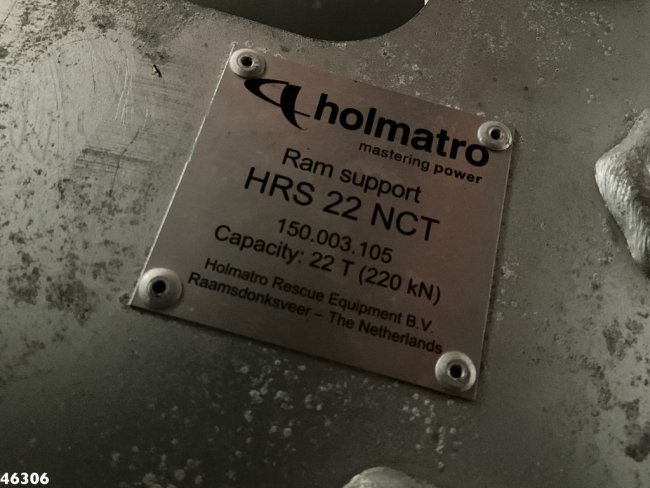 holmatro
mastering power
Ram support
HRS 22 NCT
150.003.105
Capacity: 22 T (220 kN)
Holmatro Rescue Equipment B.V.
Raamsdonksveer – The Netherlands
46306